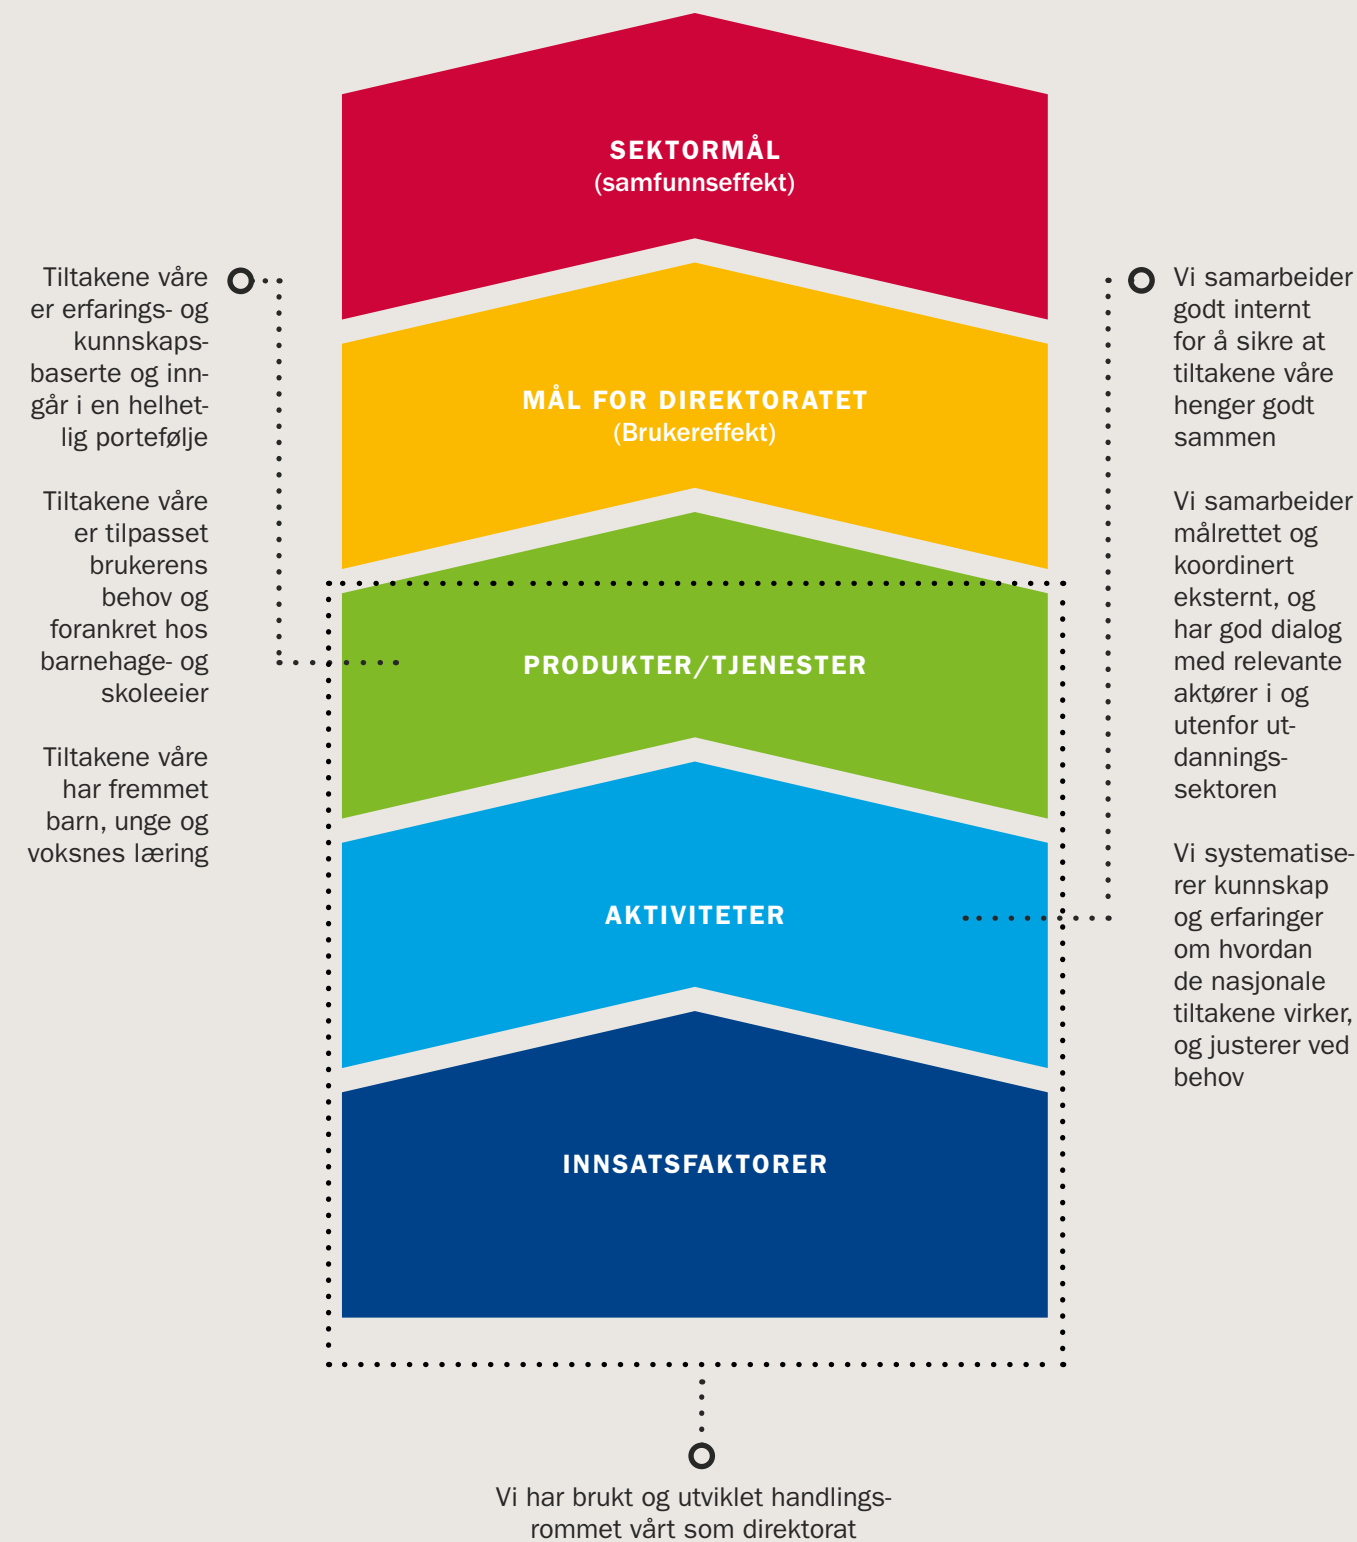 SEKTORMÅL
(samfunnseffekt)
MÅL FOR DIREKTORATET
(Brukereffekt)
PRODUKTER/TJENESTER
AKTIVITETER
INNSATSFAKTORER
Tiltakene våre
er erfarings- og
kunnskaps-
baserte og inn-
går i en helhet-
lig portefølje
Tiltakene våre
er tilpasset
brukerens
behov og
forankret hos
barnehage- og
skoleeier
Tiltakene våre
har fremmet
barn, unge og
voksnes læring
Vi samarbeider
godt internt
for å sikre at
tiltakene våre
henger godt
sammen
Vi samarbeider
målrettet og
koordinert
eksternt, og
har god dialog
med relevante
aktører i og
utenfor ut-
dannings-
sektoren
Vi systematise-
rer kunnskap
og erfaringer
om hvordan
de nasjonale
tiltakene virker,
og justerer ved
behov
Vi har brukt og utviklet handlings-
rommet vårt som direktorat